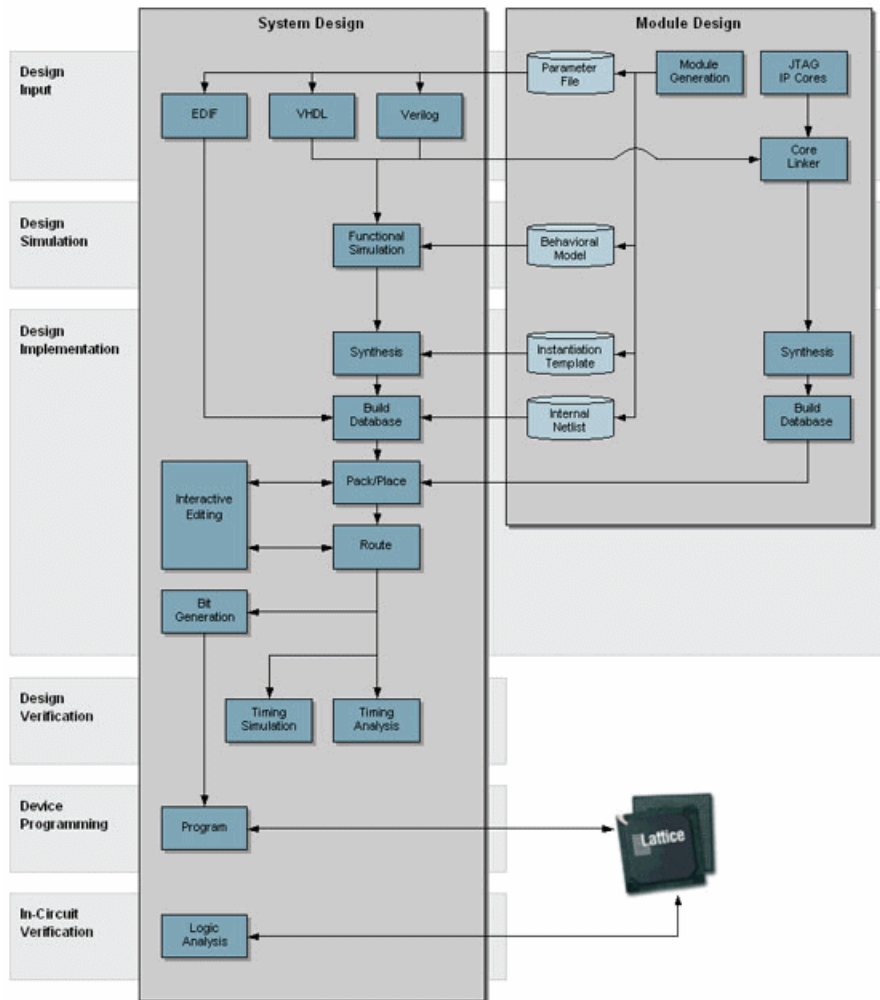 System Design
Module Design
Design
Input
Parameter
File
Module
Generation
JTAG
IP Cores
EDIF
VHDL
Verilog
Core
Linker
Design
Simulation
Functional
Simulation
Behavioral
Model
Design
Implementation
Synthesis
Instantiation
Template
Synthesis
Build
Database
Internal
Netlist
Build
Database
Interactive
Editing
Pack/Place
Route
Bit
Generation
Design
Verification
Timing
Simulation
Timing
Analysis
Device
Programming
Program
Lattice
In-Circuit
Verification
Logic
Analysis